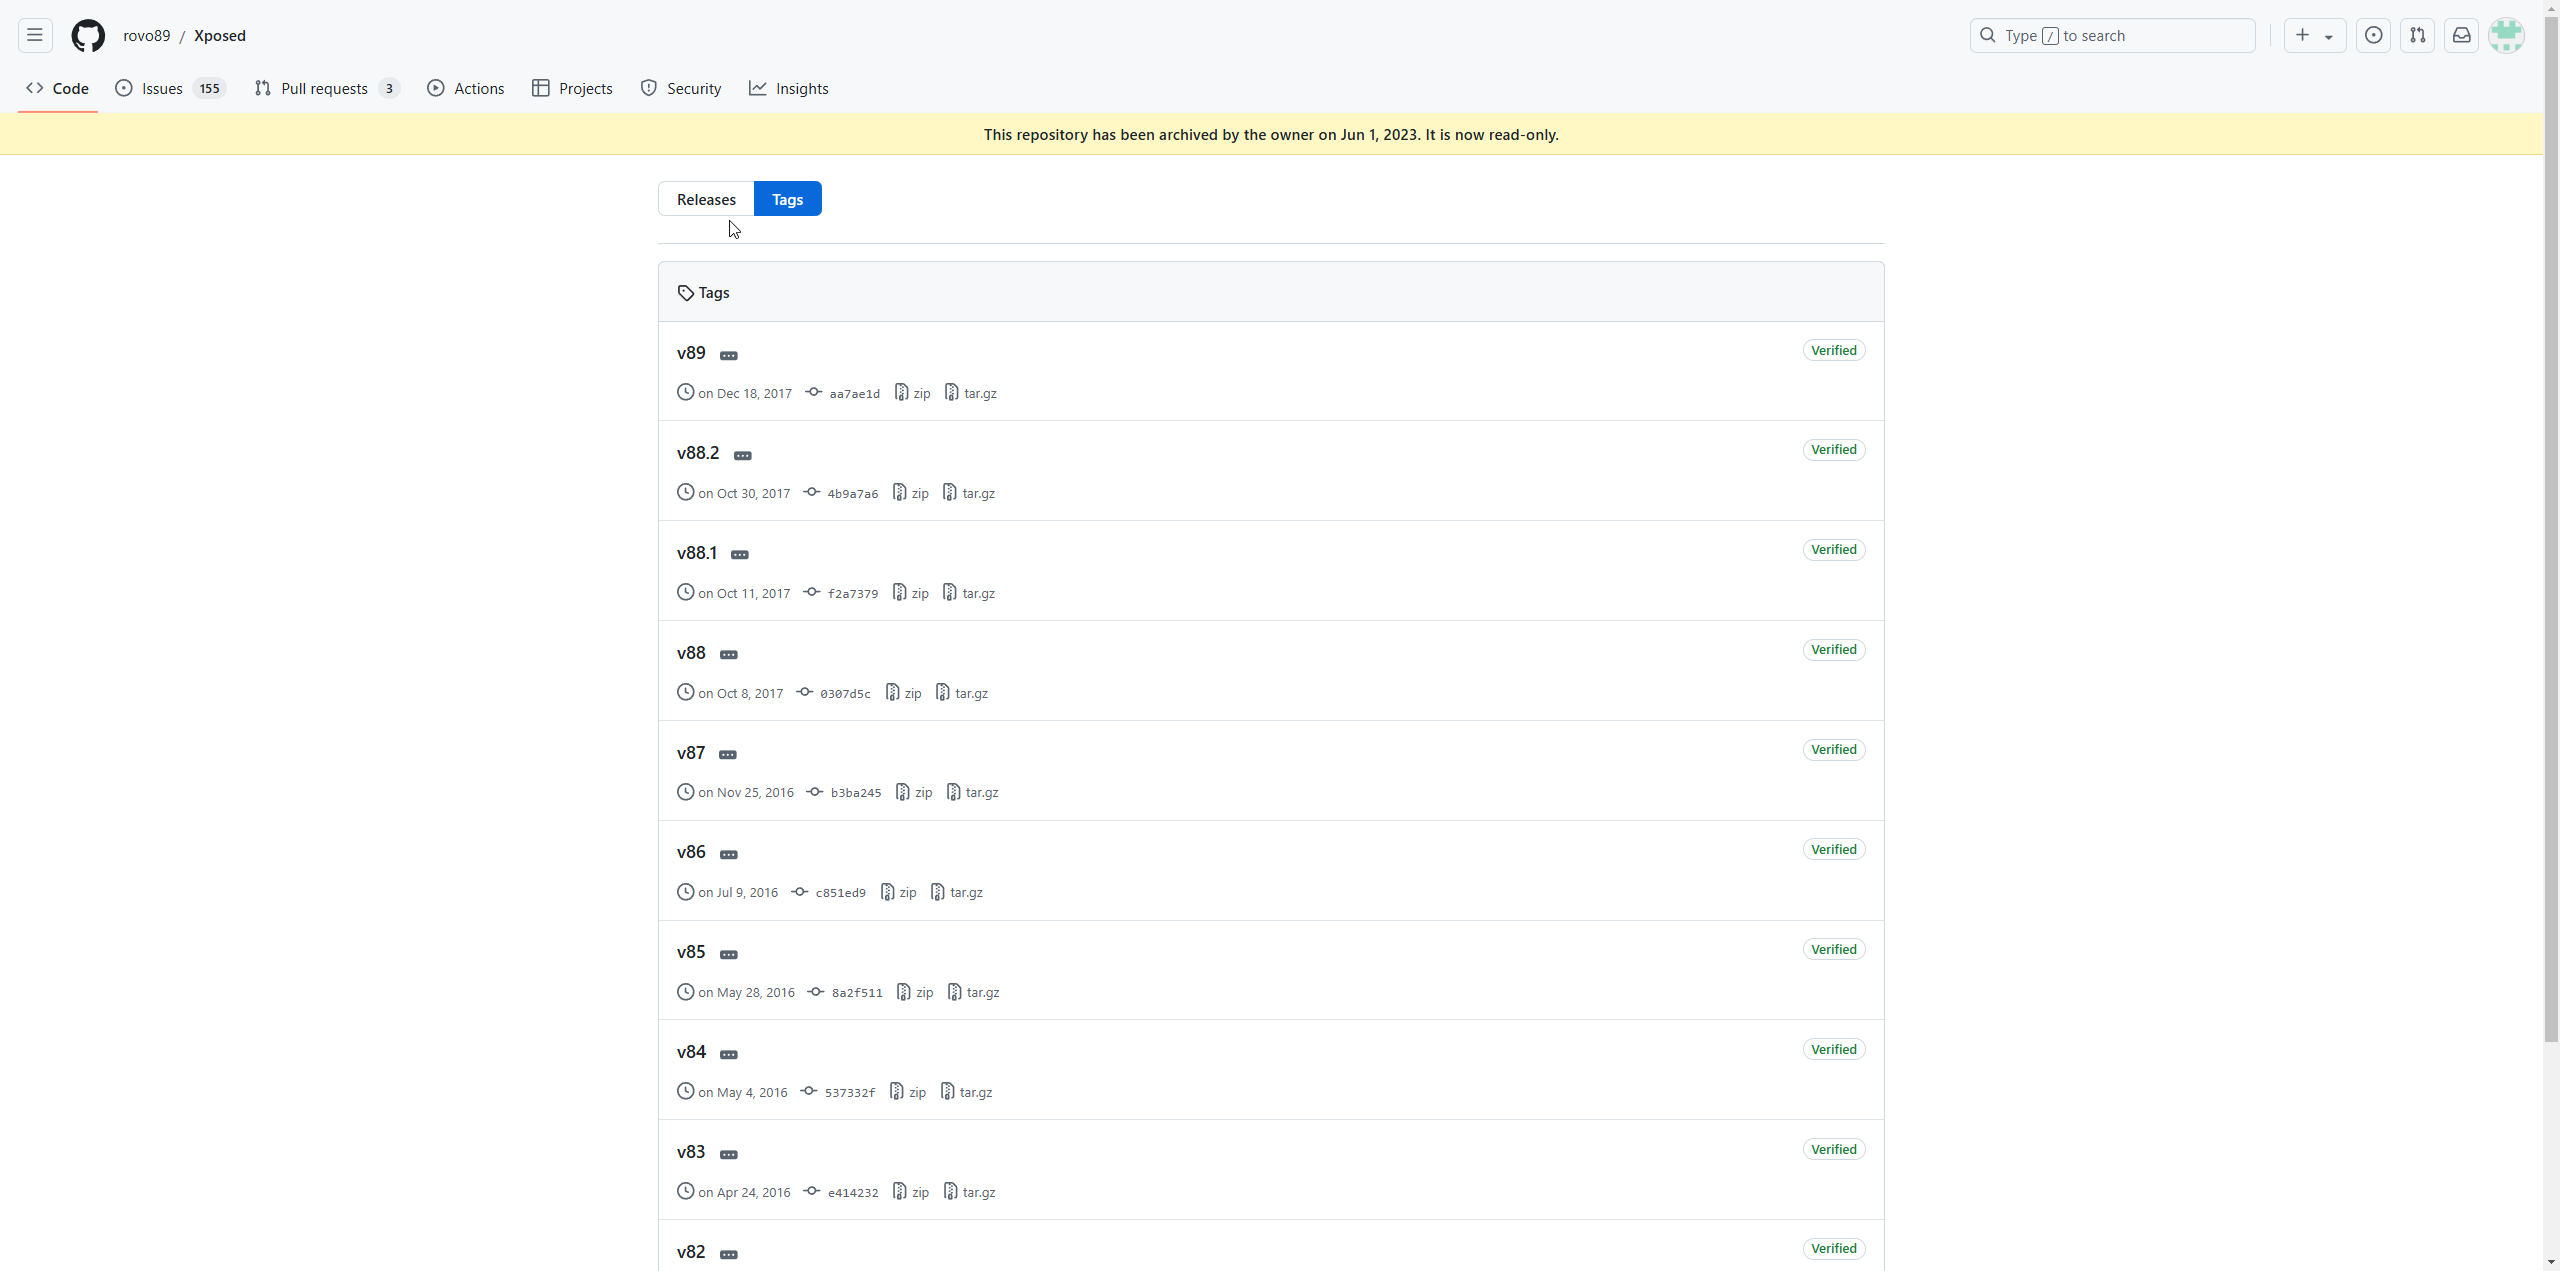 rovo89 / Xposed
Type / to search
Code
Issues 155
Pull requests 3
Actions
Projects
Security
Insights
This repository has been archived by the owner on Jun 1, 2023. It is now read-only.
Releases
Tags
Tags
v89
Verified
on Dec 18, 2017 aa7ae1d zip tar.gz
v88.2
Verified
on Oct 30, 2017 4b9a7a6 zip tar.gz
v88.1
Verified
on Oct 11, 2017 f2a7379 zip tar.gz
v88
Verified
on Oct 8, 2017 0307d5c zip tar.gz
v87
Verified
on Nov 25, 2016 b3ba245 zip tar.gz
v86
Verified
on Jul 9, 2016 c851ed9 zip tar.gz
v85
Verified
on May 28, 2016 8a2f511 zip tar.gz
v84
Verified
on May 4, 2016 537332f zip tar.gz
v83
Verified
on Apr 24, 2016 e414232 zip tar.gz
v82
Verified